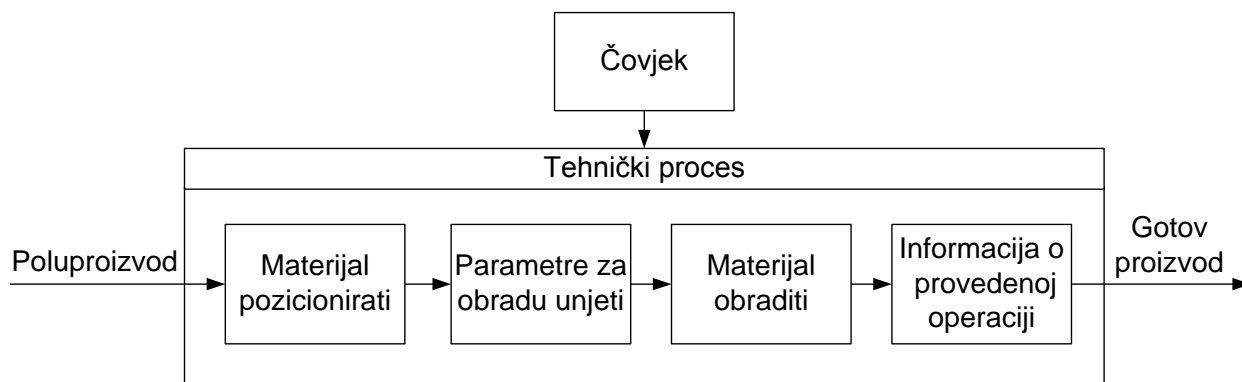 Čovjek
Tehnički proces
Poluproizvod
Materijal
pozicionirati
Parametre za
obradu unjeti
Materijal
obraditi
Informacija o
provedenoj
operaciji
Gotov
proizvod